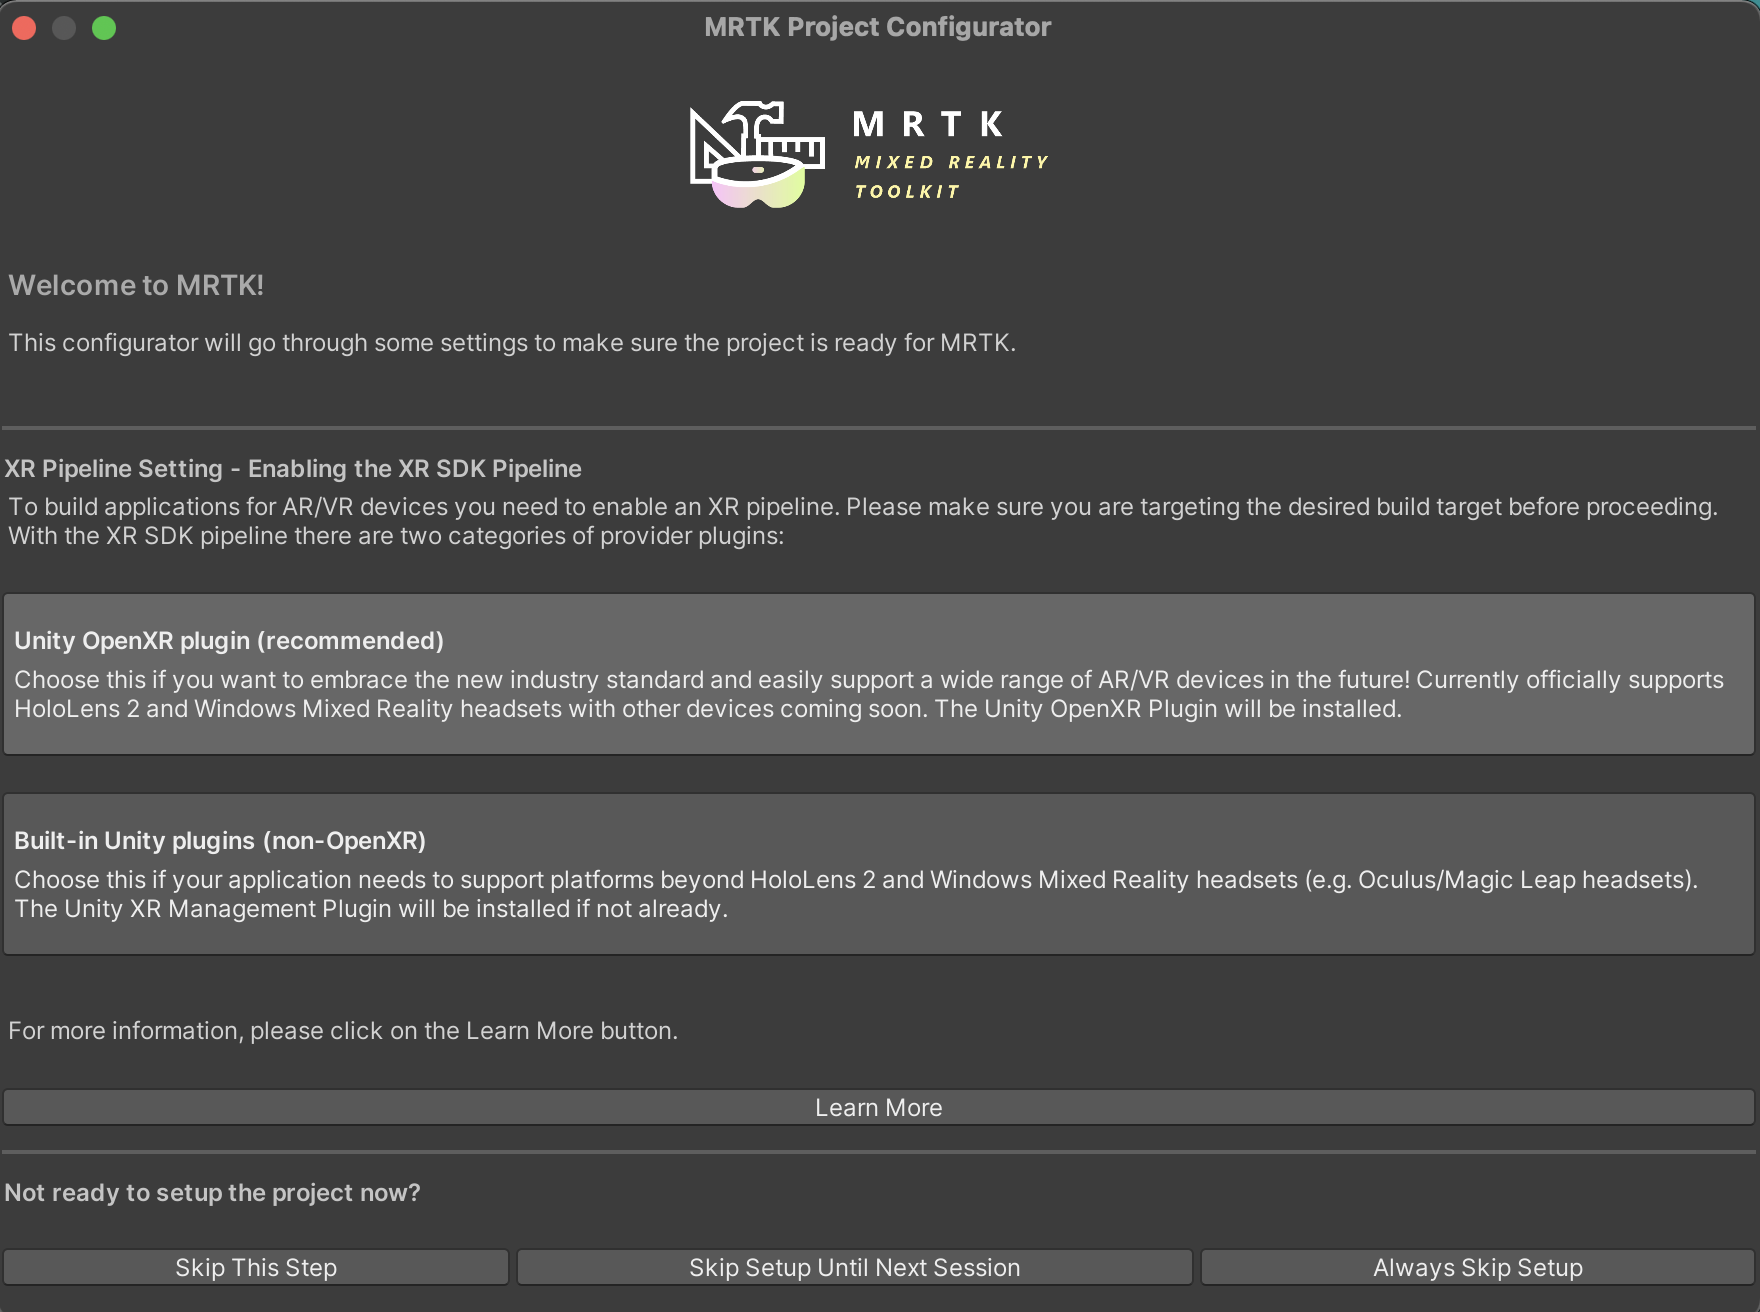 MRTK Project Configurator
MRTK
MIXED REALITY
TOOLKIT
Welcome to MRTK!
This configurator will go through some settings to make sure the project is ready for MRTK.
XR Pipeline Setting - Enabling the XR SDK Pipeline
To build applications for AR/VR devices you need to enable an XR pipeline. Please make sure you are targeting the desired build target before proceeding.
With the XR SDK pipeline there are two categories of provider plugins:
Unity OpenXR plugin (recommended)
Choose this if you want to embrace the new industry standard and easily support a wide range of AR/VR devices in the future! Currently officially supports
HoloLens 2 and Windows Mixed Reality headsets with other devices coming soon. The Unity OpenXR Plugin will be installed.
Built-in Unity plugins (non-OpenXR)
Choose this if your application needs to support platforms beyond HoloLens 2 and Windows Mixed Reality headsets (e.g. Oculus/Magic Leap headsets).
The Unity XR Management Plugin will be installed if not already.
For more information, please click on the Learn More button.
Learn More
Not ready to setup the project now?
Skip This Step
Skip Setup Until Next Session
Always Skip Setup